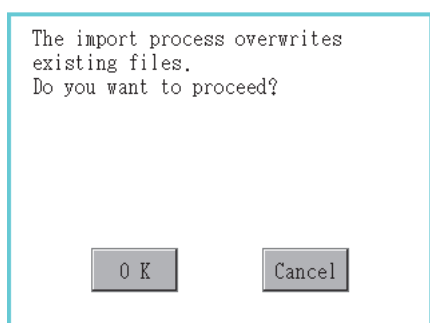 The import process overwrites
existing files.
Do you want to proceed?
O K
Cancel